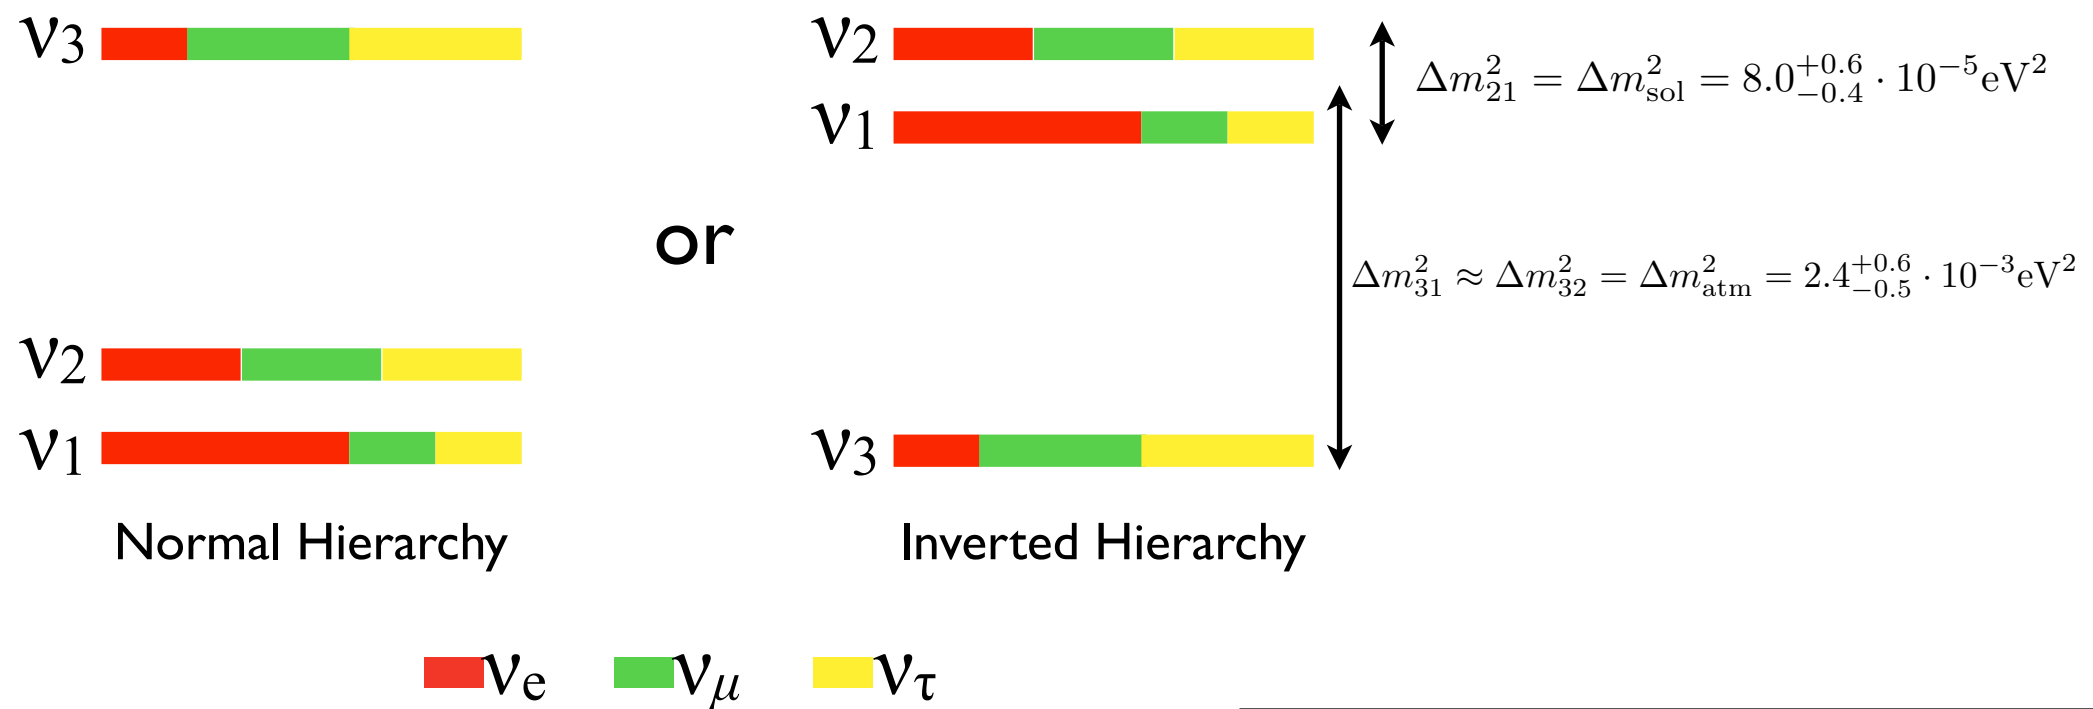 ν3
ν2
Δm²₂₁ = Δm²sol = 8.0 +0.6 −0.4 · 10⁻⁵eV²
ν1
or
Δm²₃₁ ≈ Δm²₃₂ = Δm²atm = 2.4 +0.6 −0.5 · 10⁻³eV²
ν2
ν1
ν3
Normal Hierarchy
Inverted Hierarchy
νe
νμ
ντ